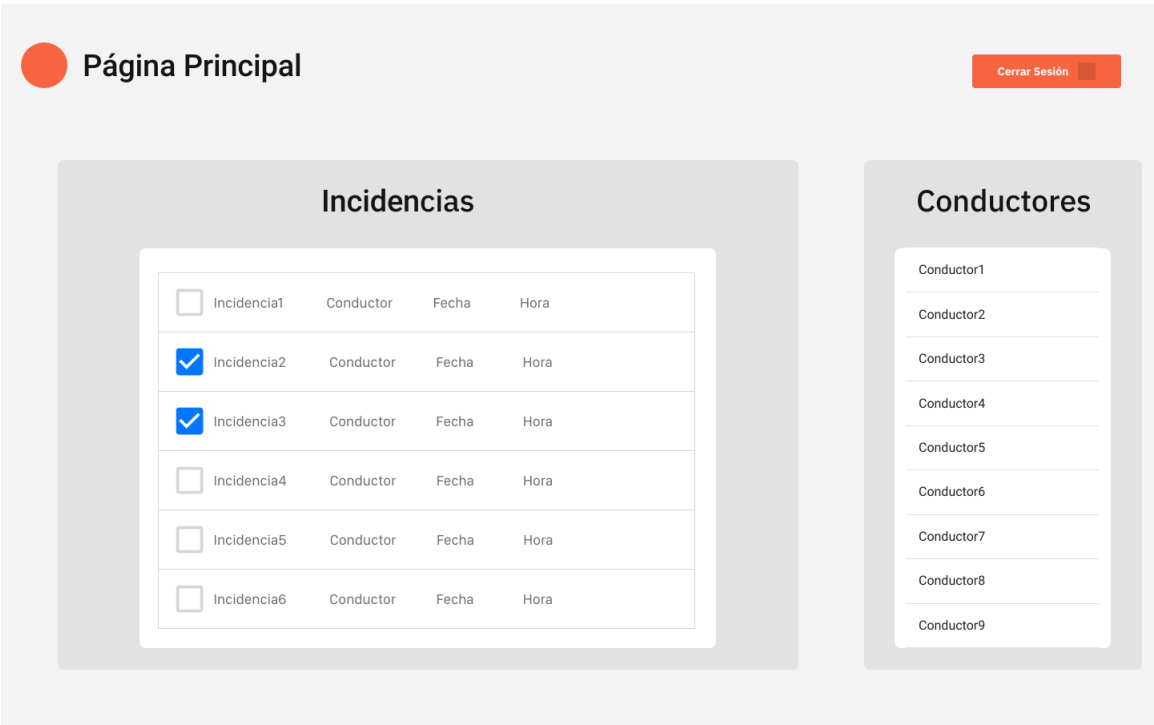 Página Principal
Cerrar Sesión
Incidencias
Incidencia1 Conductor Fecha Hora
Incidencia2 Conductor Fecha Hora
Incidencia3 Conductor Fecha Hora
Incidencia4 Conductor Fecha Hora
Incidencia5 Conductor Fecha Hora
Incidencia6 Conductor Fecha Hora
Conductores
Conductor1
Conductor2
Conductor3
Conductor4
Conductor5
Conductor6
Conductor7
Conductor8
Conductor9